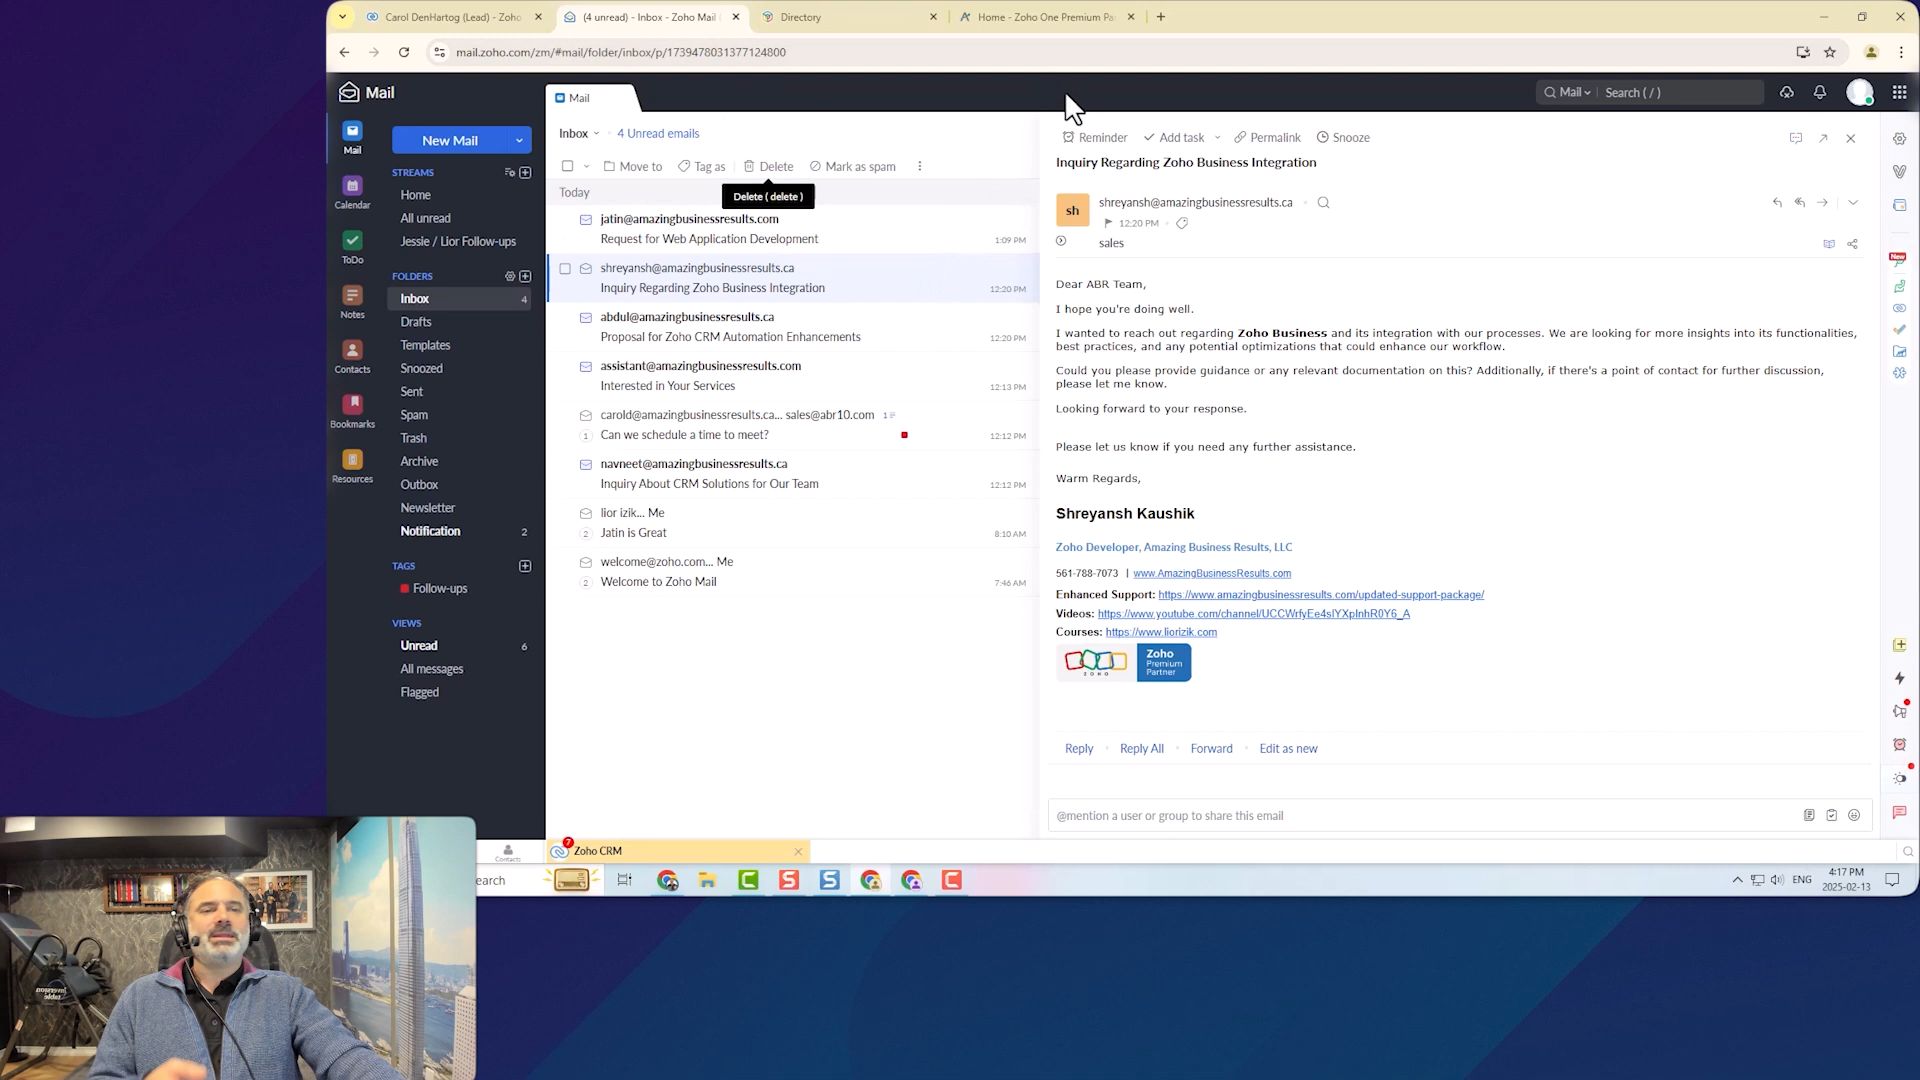 Carol DenHartog (Lead) - Zoho
(4 unread) - Inbox - Zoho Mail
Directory
Home - Zoho One Premium Pa
mail.zoho.com/zm/#mail/folder/inbox/p/1739478031377124800
Mail
Mail
Mail
Search ( / )
Mail
Calendar
ToDo
Notes
Contacts
Bookmarks
Resources
New Mail
STREAMS
Home
All unread
Jessie / Lior Follow-ups
FOLDERS
Inbox 4
Drafts
Templates
Snoozed
Sent
Spam
Trash
Archive
Outbox
Newsletter
Notification 2
TAGS
Follow-ups
VIEWS
Unread 6
All messages
Flagged
Inbox 4 Unread emails
Move to Tag as Delete Mark as spam
Today
Delete ( delete )
jatin@amazingbusinessresults.com
Request for Web Application Development 1:09 PM
shreyansh@amazingbusinessresults.ca
Inquiry Regarding Zoho Business Integration 12:20 PM
abdul@amazingbusinessresults.ca
Proposal for Zoho CRM Automation Enhancements 12:20 PM
assistant@amazingbusinessresults.com
Interested in Your Services 12:13 PM
carold@amazingbusinessresults.ca... sales@abr10.com 1
1 Can we schedule a time to meet? 12:12 PM
navneet@amazingbusinessresults.ca
Inquiry About CRM Solutions for Our Team 12:12 PM
lior izik... Me
2 Jatin is Great 8:10 AM
welcome@zoho.com... Me
2 Welcome to Zoho Mail 7:46 AM
Reminder Add task Permalink Snooze
Inquiry Regarding Zoho Business Integration
sh
shreyansh@amazingbusinessresults.ca
12:20 PM
sales
Dear ABR Team,
I hope you're doing well.
I wanted to reach out regarding Zoho Business and its integration with our processes. We are looking for more insights into its functionalities,
best practices, and any potential optimizations that could enhance our workflow.
Could you please provide guidance or any relevant documentation on this? Additionally, if there's a point of contact for further discussion,
please let me know.
Looking forward to your response.
Please let us know if you need any further assistance.
Warm Regards,
Shreyansh Kaushik
Zoho Developer, Amazing Business Results, LLC
561-788-7073 | www.AmazingBusinessResults.com
Enhanced Support: https://www.amazingbusinessresults.com/updated-support-package/
Videos: https://www.youtube.com/channel/UCCWrfyEe4slYXpInhR0Y6_A
Courses: https://www.liorizik.com
ZOHO
Zoho
Premium
Partner
Reply Reply All Forward Edit as new
@mention a user or group to share this email
New
Contacts
7
Zoho CRM
earch
ENG
4:17 PM
2025-02-13